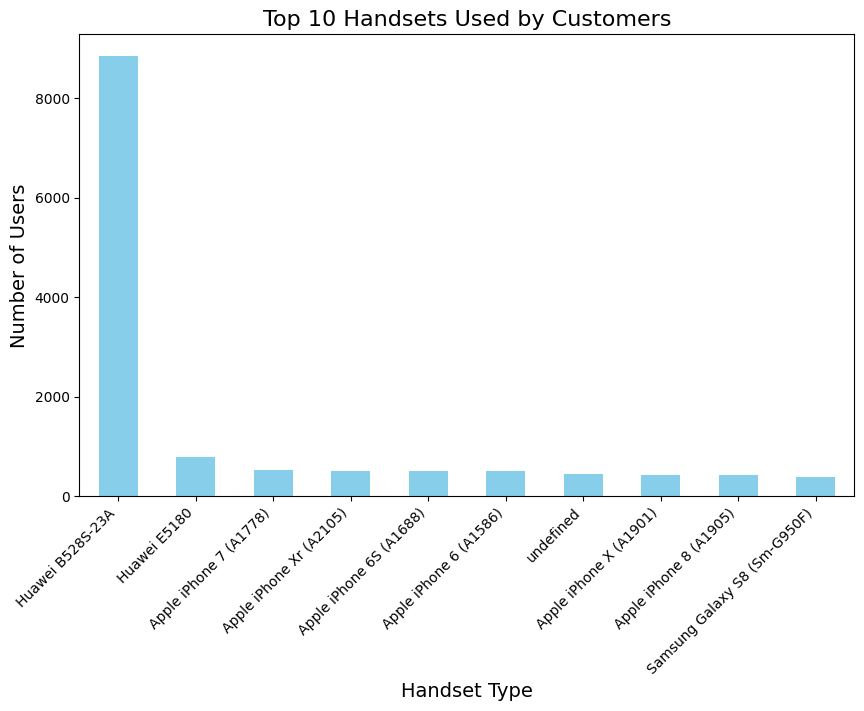 Top 10 Handsets Used by Customers
Number of Users
8000
6000
4000
2000
0
Huawei B528S-23A
Huawei E5180
Apple iPhone 7 (A1778)
Apple iPhone Xr (A2105)
Apple iPhone 6S (A1688)
Apple iPhone 6 (A1586)
undefined
Apple iPhone X (A1901)
Apple iPhone 8 (A1905)
Samsung Galaxy S8 (Sm-G950F)
Handset Type